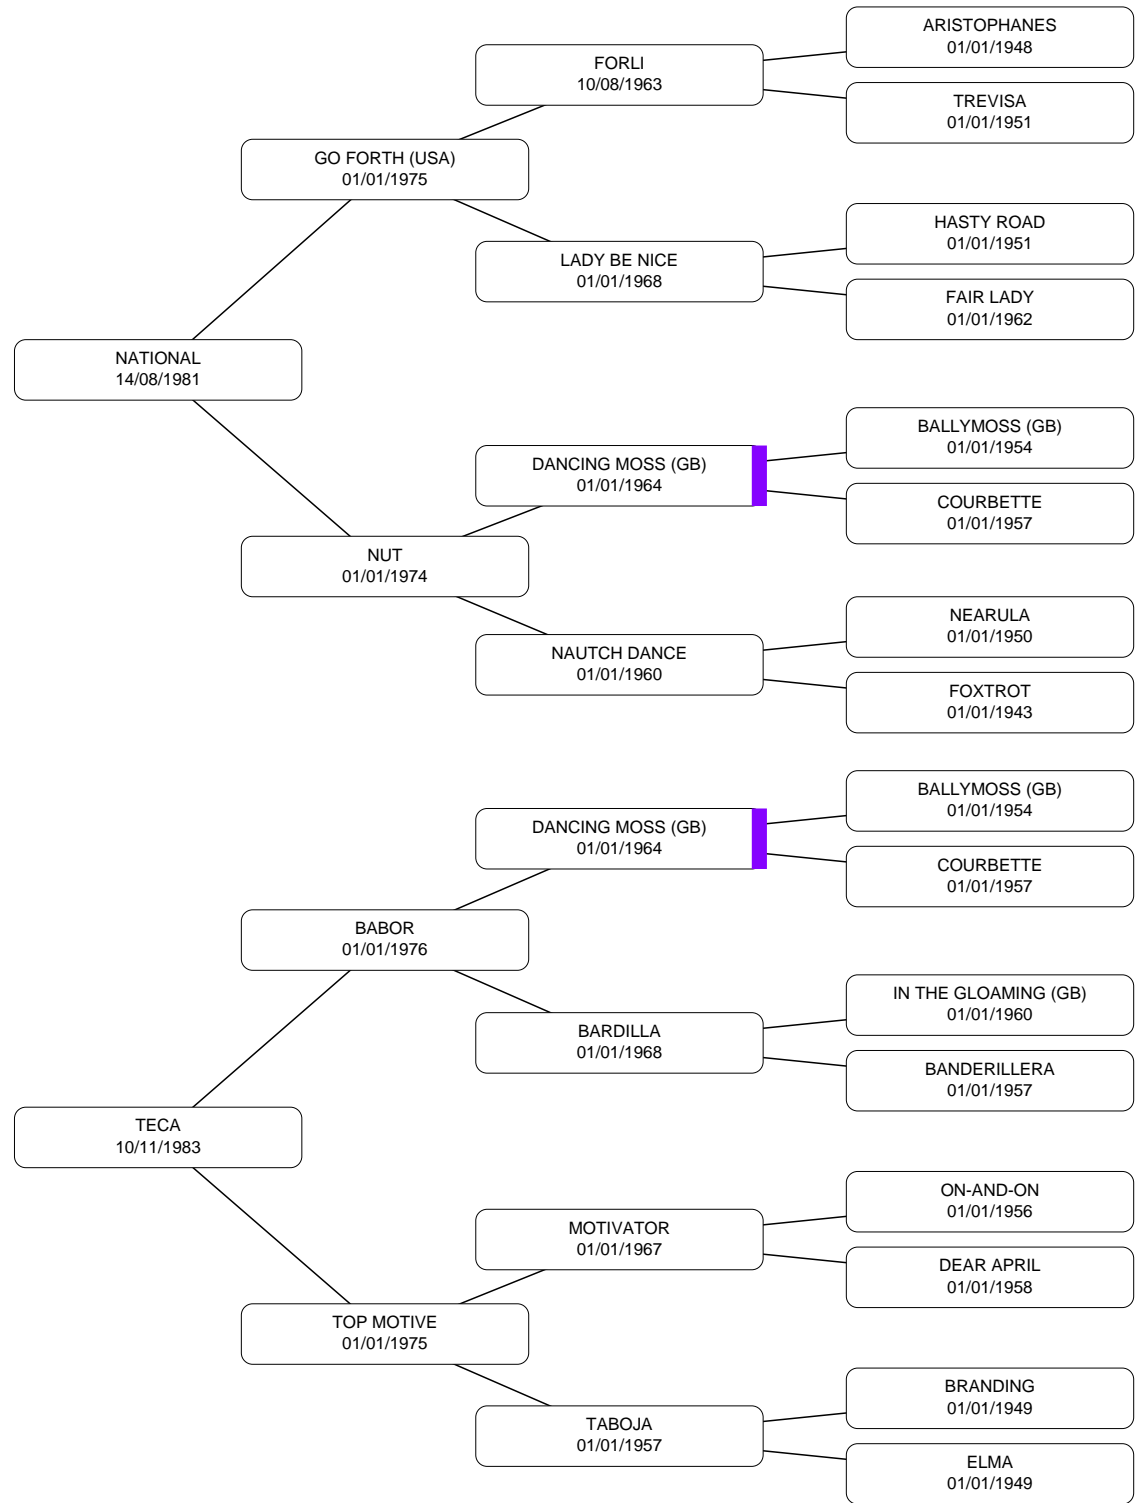 ARISTOPHANES
01/01/1948
FORLI
10/08/1963
TREVISA
01/01/1951
GO FORTH (USA)
01/01/1975
HASTY ROAD
01/01/1951
LADY BE NICE
01/01/1968
FAIR LADY
01/01/1962
NATIONAL
14/08/1981
BALLYMOSS (GB)
01/01/1954
DANCING MOSS (GB)
01/01/1964
COURBETTE
01/01/1957
NUT
01/01/1974
NEARULA
01/01/1950
NAUTCH DANCE
01/01/1960
FOXTROT
01/01/1943
BALLYMOSS (GB)
01/01/1954
DANCING MOSS (GB)
01/01/1964
COURBETTE
01/01/1957
BABOR
01/01/1976
IN THE GLOAMING (GB)
01/01/1960
BARDILLA
01/01/1968
BANDERILLERA
01/01/1957
TECA
10/11/1983
ON-AND-ON
01/01/1956
MOTIVATOR
01/01/1967
DEAR APRIL
01/01/1958
TOP MOTIVE
01/01/1975
BRANDING
01/01/1949
TABOJA
01/01/1957
ELMA
01/01/1949